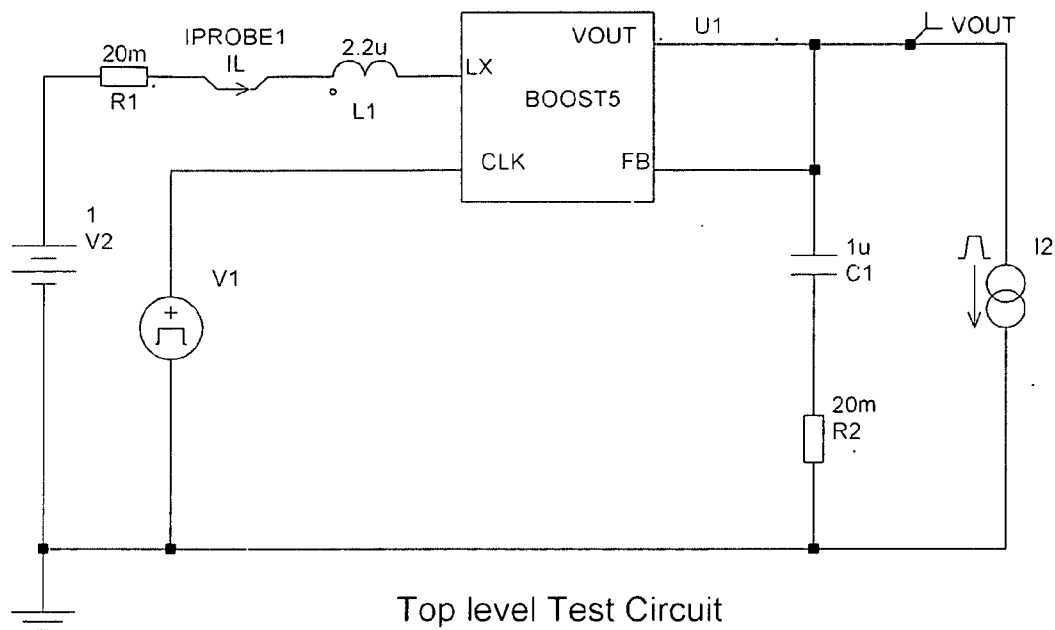 IPROBE1
IL
20m
R1
2.2u
L1
LX
VOUT
BOOST5
CLK
FB
U1
VOUT
1
V2
V1
+
1u
C1
I2
20m
R2
Top level Test Circuit